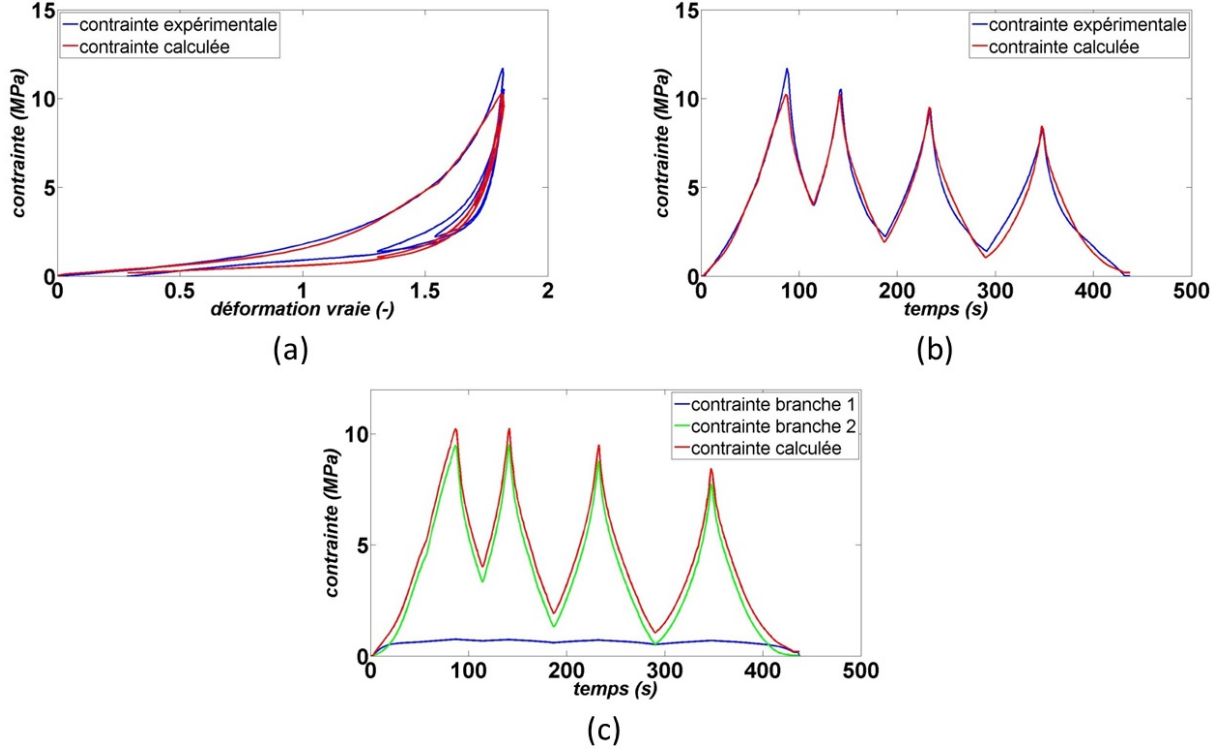 contrainte (MPa)
15
10
5
0
contrainte expérimentale
contrainte calculée
0
0.5
1
1.5
2
déformation vraie (-)
(a)
contrainte (MPa)
15
10
5
0
contrainte expérimentale
contrainte calculée
0
100
200
300
400
500
temps (s)
(b)
contrainte (MPa)
10
5
0
contrainte branche 1
contrainte branche 2
contrainte calculée
0
100
200
300
400
500
temps (s)
(c)